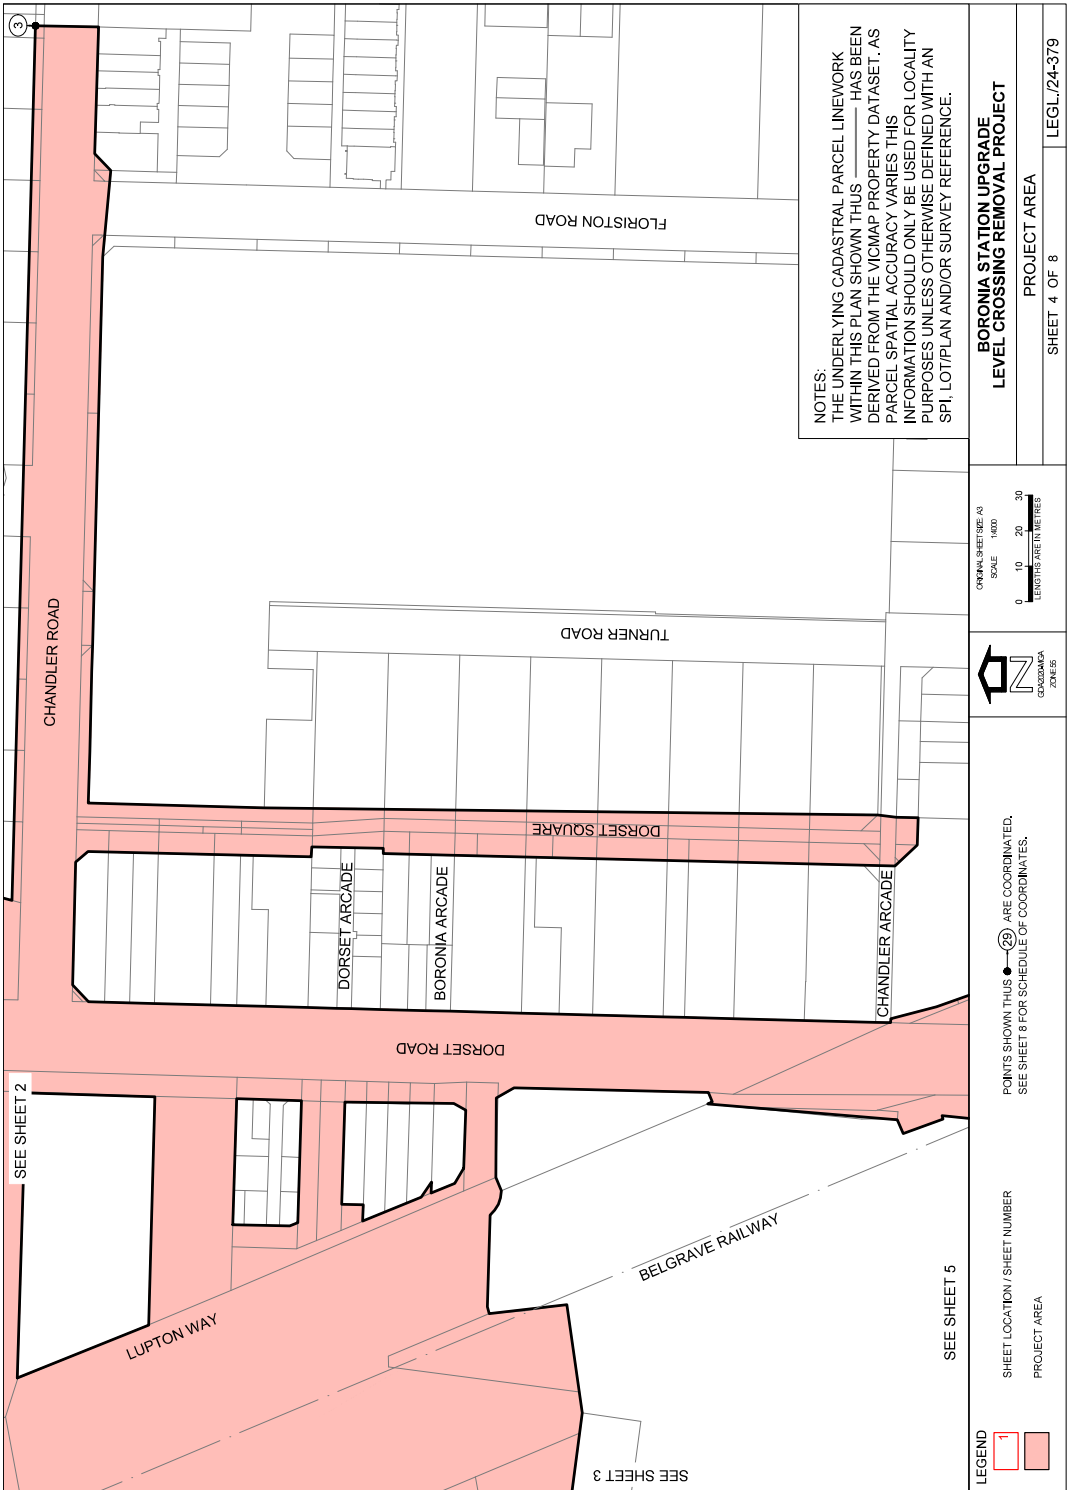 3
SEE SHEET 2
CHANDLER ROAD
FLORISTON ROAD
TURNER ROAD
DORSET SQUARE
DORSET ARCADE
BORONIA ARCADE
CHANDLER ARCADE
DORSET ROAD
LUPTON WAY
BELGRAVE RAILWAY
SEE SHEET 3
SEE SHEET 5
NOTES:
THE UNDERLYING CADASTRAL PARCEL LINEWORK
WITHIN THIS PLAN SHOWN THUS HAS BEEN
DERIVED FROM THE VICMAP PROPERTY DATASET. AS
PARCEL SPATIAL ACCURACY VARIES THIS
INFORMATION SHOULD ONLY BE USED FOR LOCALITY
PURPOSES UNLESS OTHERWISE DEFINED WITH AN
SPI, LOT/PLAN AND/OR SURVEY REFERENCE.
LEGEND
1
SHEET LOCATION / SHEET NUMBER
PROJECT AREA
POINTS SHOWN THUS 29 ARE COORDINATED.
SEE SHEET 8 FOR SCHEDULE OF COORDINATES.
N
GDA2020 MGA
ZONE 55
ORIGINAL SHEET SIZE: A3
SCALE 1:1000
0 10 20 30
LENGTHS ARE IN METRES
BORONIA STATION UPGRADE
LEVEL CROSSING REMOVAL PROJECT
PROJECT AREA
SHEET 4 OF 8
LEGL./24-379